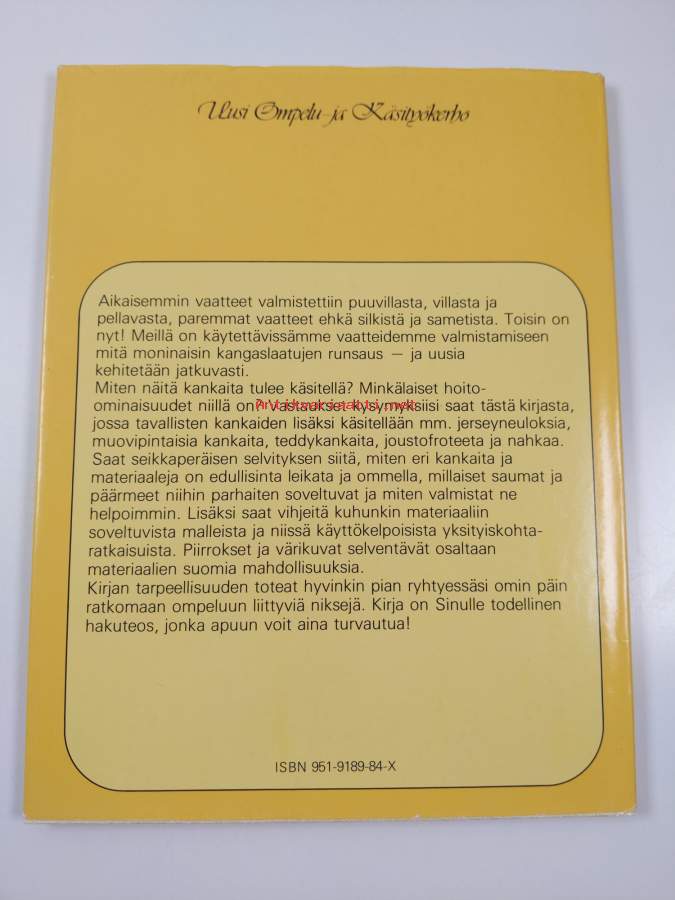 Uusi Ompelu- ja Käsityökerho
Aikaisemmin vaatteet valmistettiin puuvillasta, villasta ja
pellavasta, paremmat vaatteet ehkä silkistä ja sametista. Toisin on
nyt! Meillä on käytettävissämme vaatteidemme valmistamiseen
mitä moninaisin kangaslaatujen runsaus – ja uusia
kehitetään jatkuvasti.
Miten näitä kankaita tulee käsitellä? Minkälaiset hoito-
ominaisuudet niillä on? Vastaukset kysymyksiisi saat tästä kirjasta,
jossa tavallisten kankaiden lisäksi käsitellään mm. jerseyneuloksia,
muovipintaisia kankaita, teddykankaita, joustofroteeta ja nahkaa.
Saat seikkaperäisen selvityksen siitä, miten eri kankaita ja
materiaaleja on edullisinta leikata ja ommella, millaiset saumat ja
päärmeet niihin parhaiten soveltuvat ja miten valmistat ne
helpoimmin. Lisäksi saat vihjeitä kuhunkin materiaaliin
soveltuvista malleista ja niissä käyttökelpoisista yksityiskohta-
ratkaisuista. Piirrokset ja värikuvat selventävät osaltaan
materiaalien suomia mahdollisuuksia.
Kirjan tarpeellisuuden toteat hyvinkin pian ryhtyessäsi omin päin
ratkomaan ompeluun liittyviä niksejä. Kirja on Sinulle todellinen
hakuteos, jonka apuun voit aina turvautua!
ISBN 951-9189-84-X